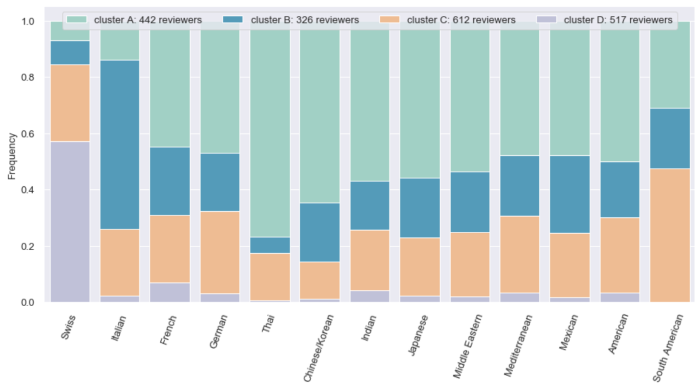 cluster A: 442 reviewers cluster B: 326 reviewers cluster C: 612 reviewers cluster D: 517 reviewers
1.0
0.8
0.6
0.4
0.2
0.0
Frequency
Swiss
Italian
French
German
Thai
Chinese/Korean
Indian
Japanese
Middle Eastern
Mediterranean
Mexican
American
South American